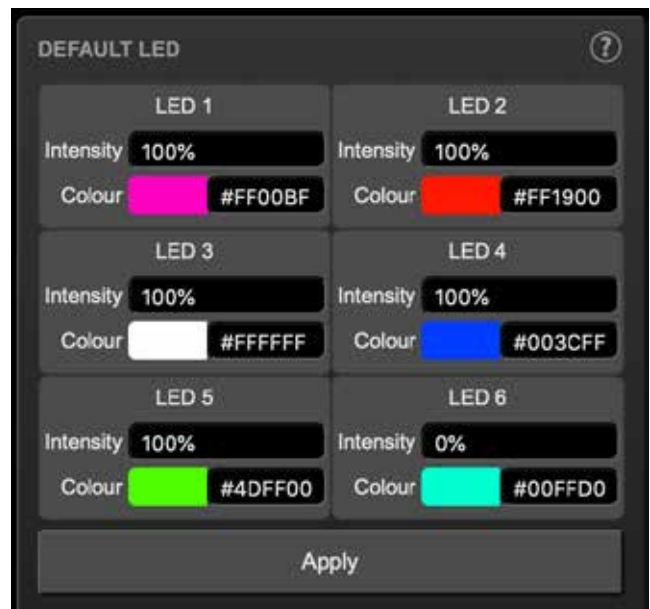 DEFAULT LED ?
LED 1 LED 2
Intensity 100% Intensity 100%
Colour #FF00BF Colour #FF1900
LED 3 LED 4
Intensity 100% Intensity 100%
Colour #FFFFFF Colour #003CFF
LED 5 LED 6
Intensity 100% Intensity 0%
Colour #4DFF00 Colour #00FFD0
Apply